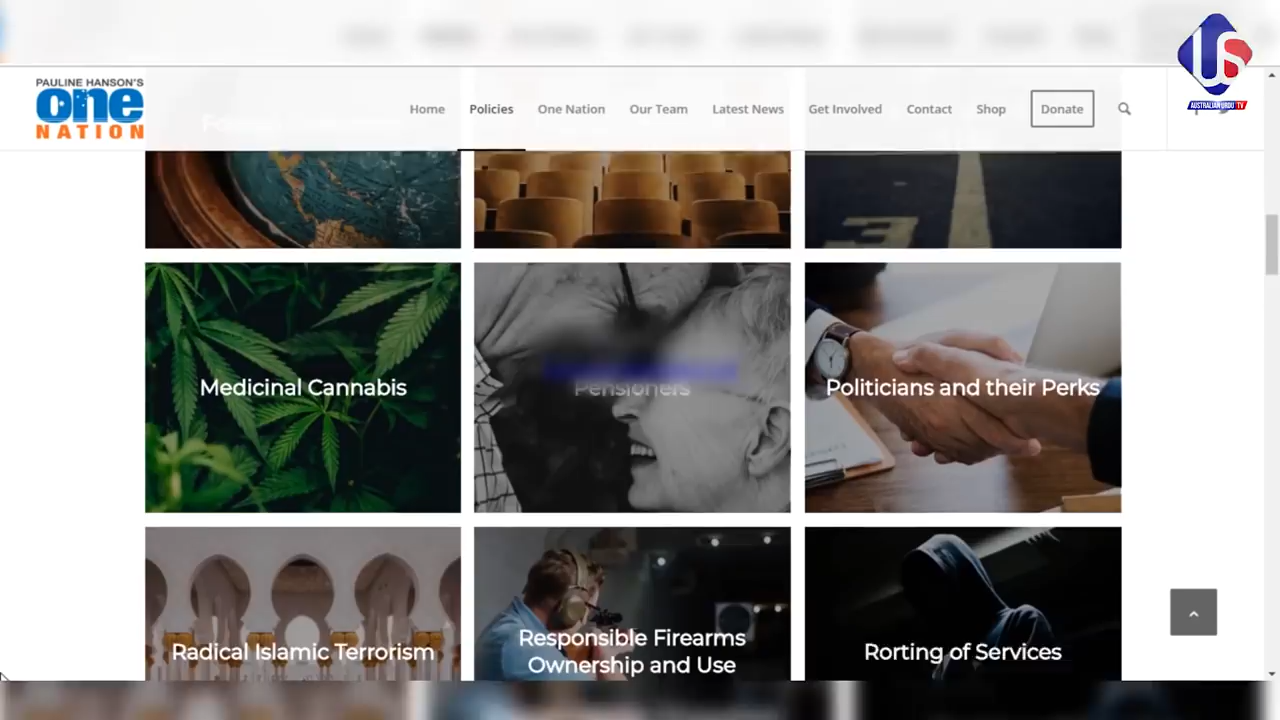 PAULINE HANSON'S
one
NATION
Home
Policies
One Nation
Our Team
Latest News
Get Involved
Contact
Shop
Donate
US
AUSTRALIAN URDU TV
3
Medicinal Cannabis
Pensioners
Politicians and their Perks
Radical Islamic Terrorism
Responsible Firearms
Ownership and Use
Rorting of Services